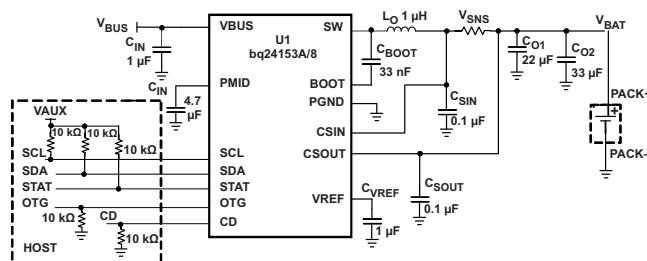 VBUS
CIN
1 µF
CIN
4.7
µF
VAUX
10 kΩ 10 kΩ
10 kΩ
SCL
SDA
STAT
OTG
10 kΩ
CD
10 kΩ
HOST
VBUS
U1
bq24153A/8
PMID
SCL
SDA
STAT
OTG
CD
SW
BOOT
PGND
CSIN
CSOUT
VREF
LO 1 µH
CBOOT
33 nF
VSNS
CSIN
0.1 µF
CSOUT
0.1 µF
CVREF
1 µF
CO1
22 µF
CO2
33 µF
VBAT
PACK+
+
PACK–